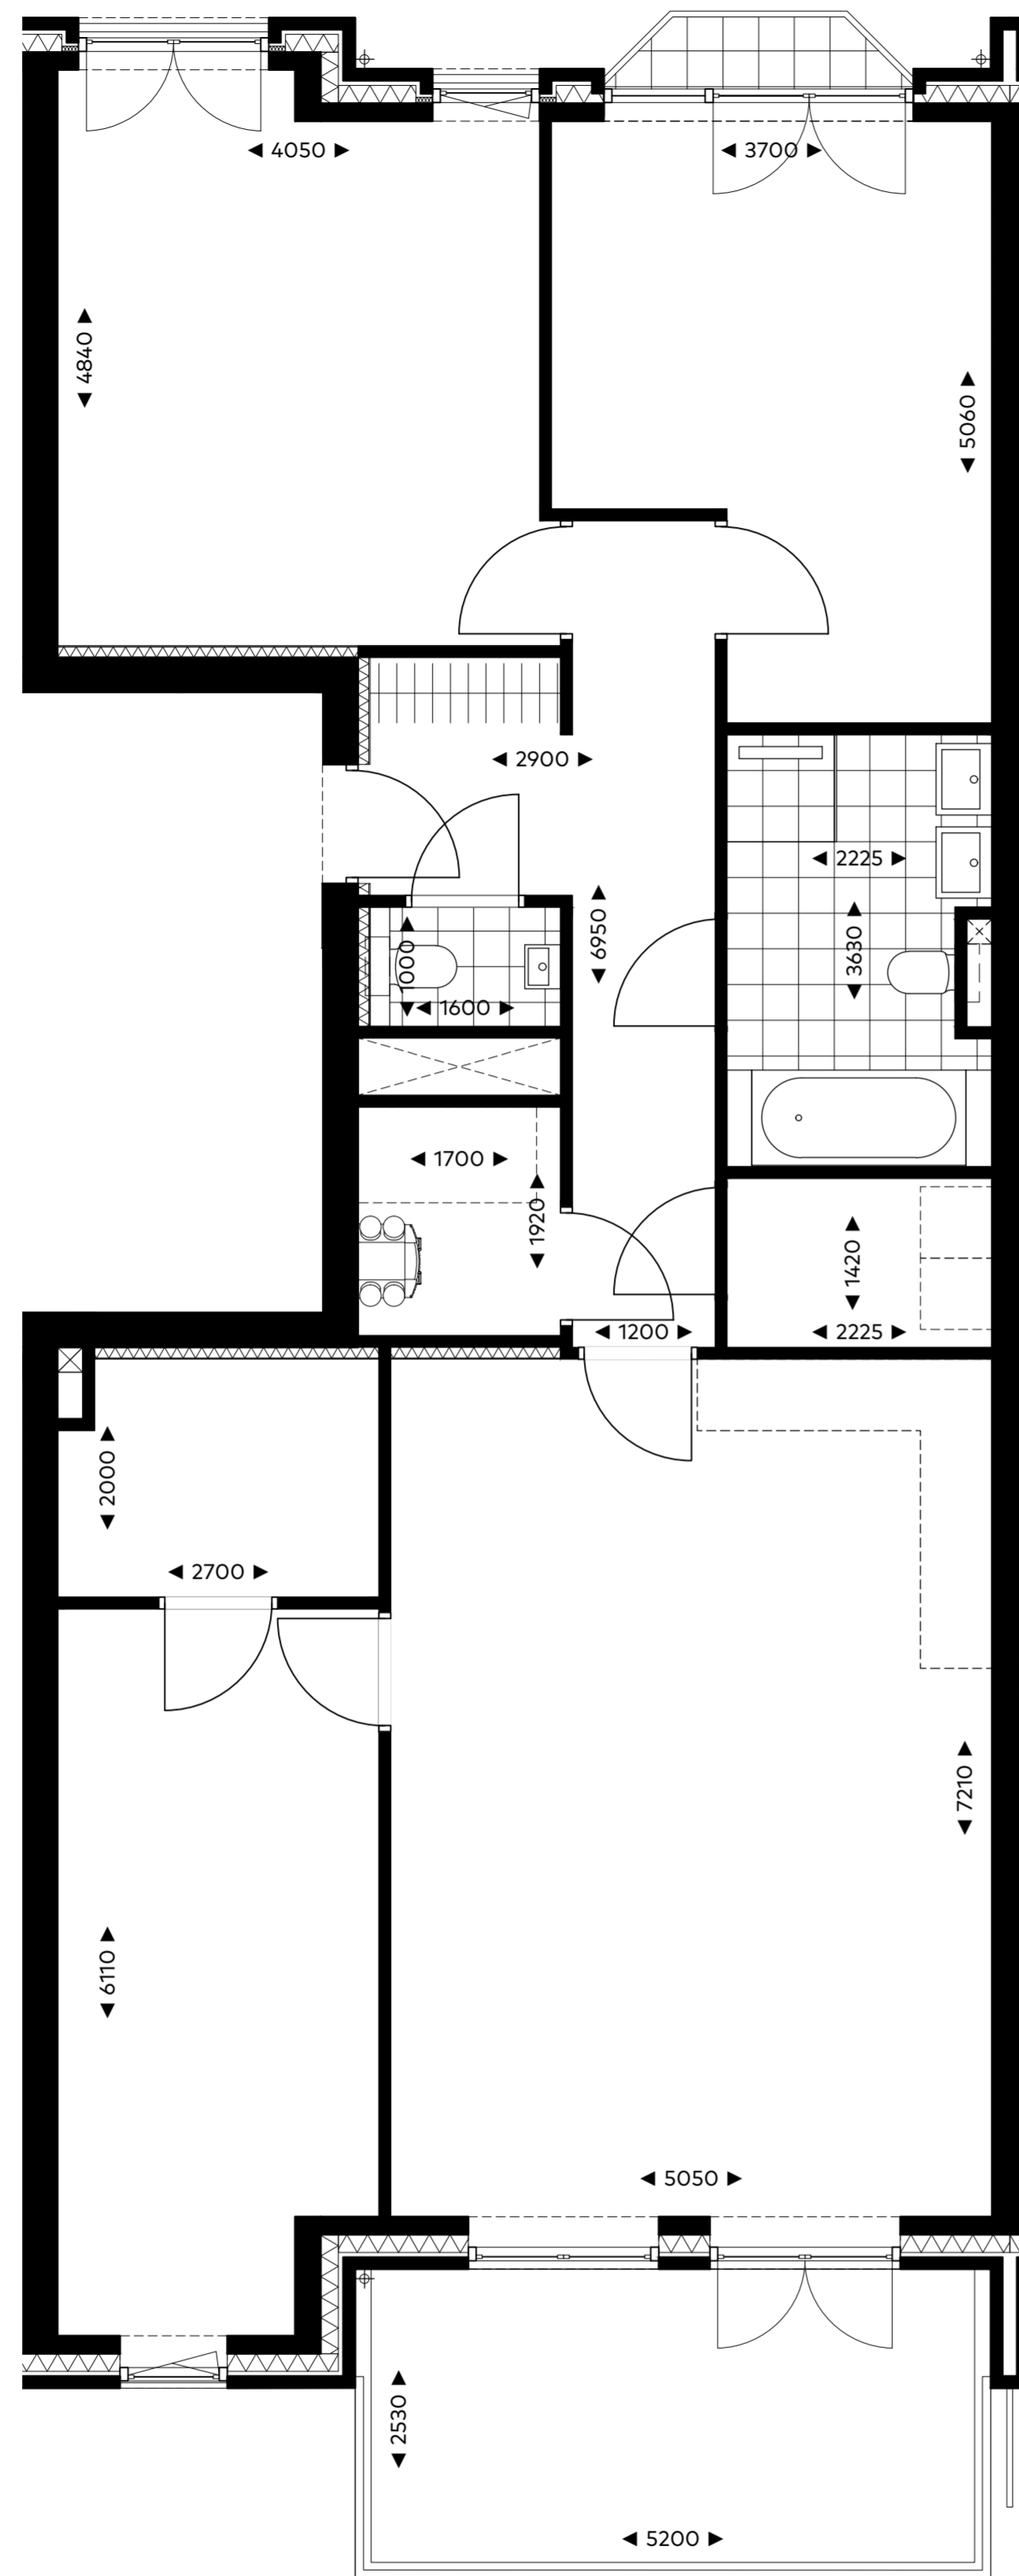 ◄ 4050 ►
◄ 3700 ►
◄ 4840 ►
◄ 5060 ►
◄ 2900 ►
◄ 2225 ►
◄ 6950 ►
◄ 3630 ►
◄ 1000 ►
◄ 1600 ►
◄ 1700 ►
◄ 1920 ►
◄ 1420 ►
◄ 1200 ►
◄ 2225 ►
◄ 2000 ►
◄ 2700 ►
◄ 7210 ►
◄ 6110 ►
◄ 5050 ►
◄ 2530 ►
◄ 5200 ►